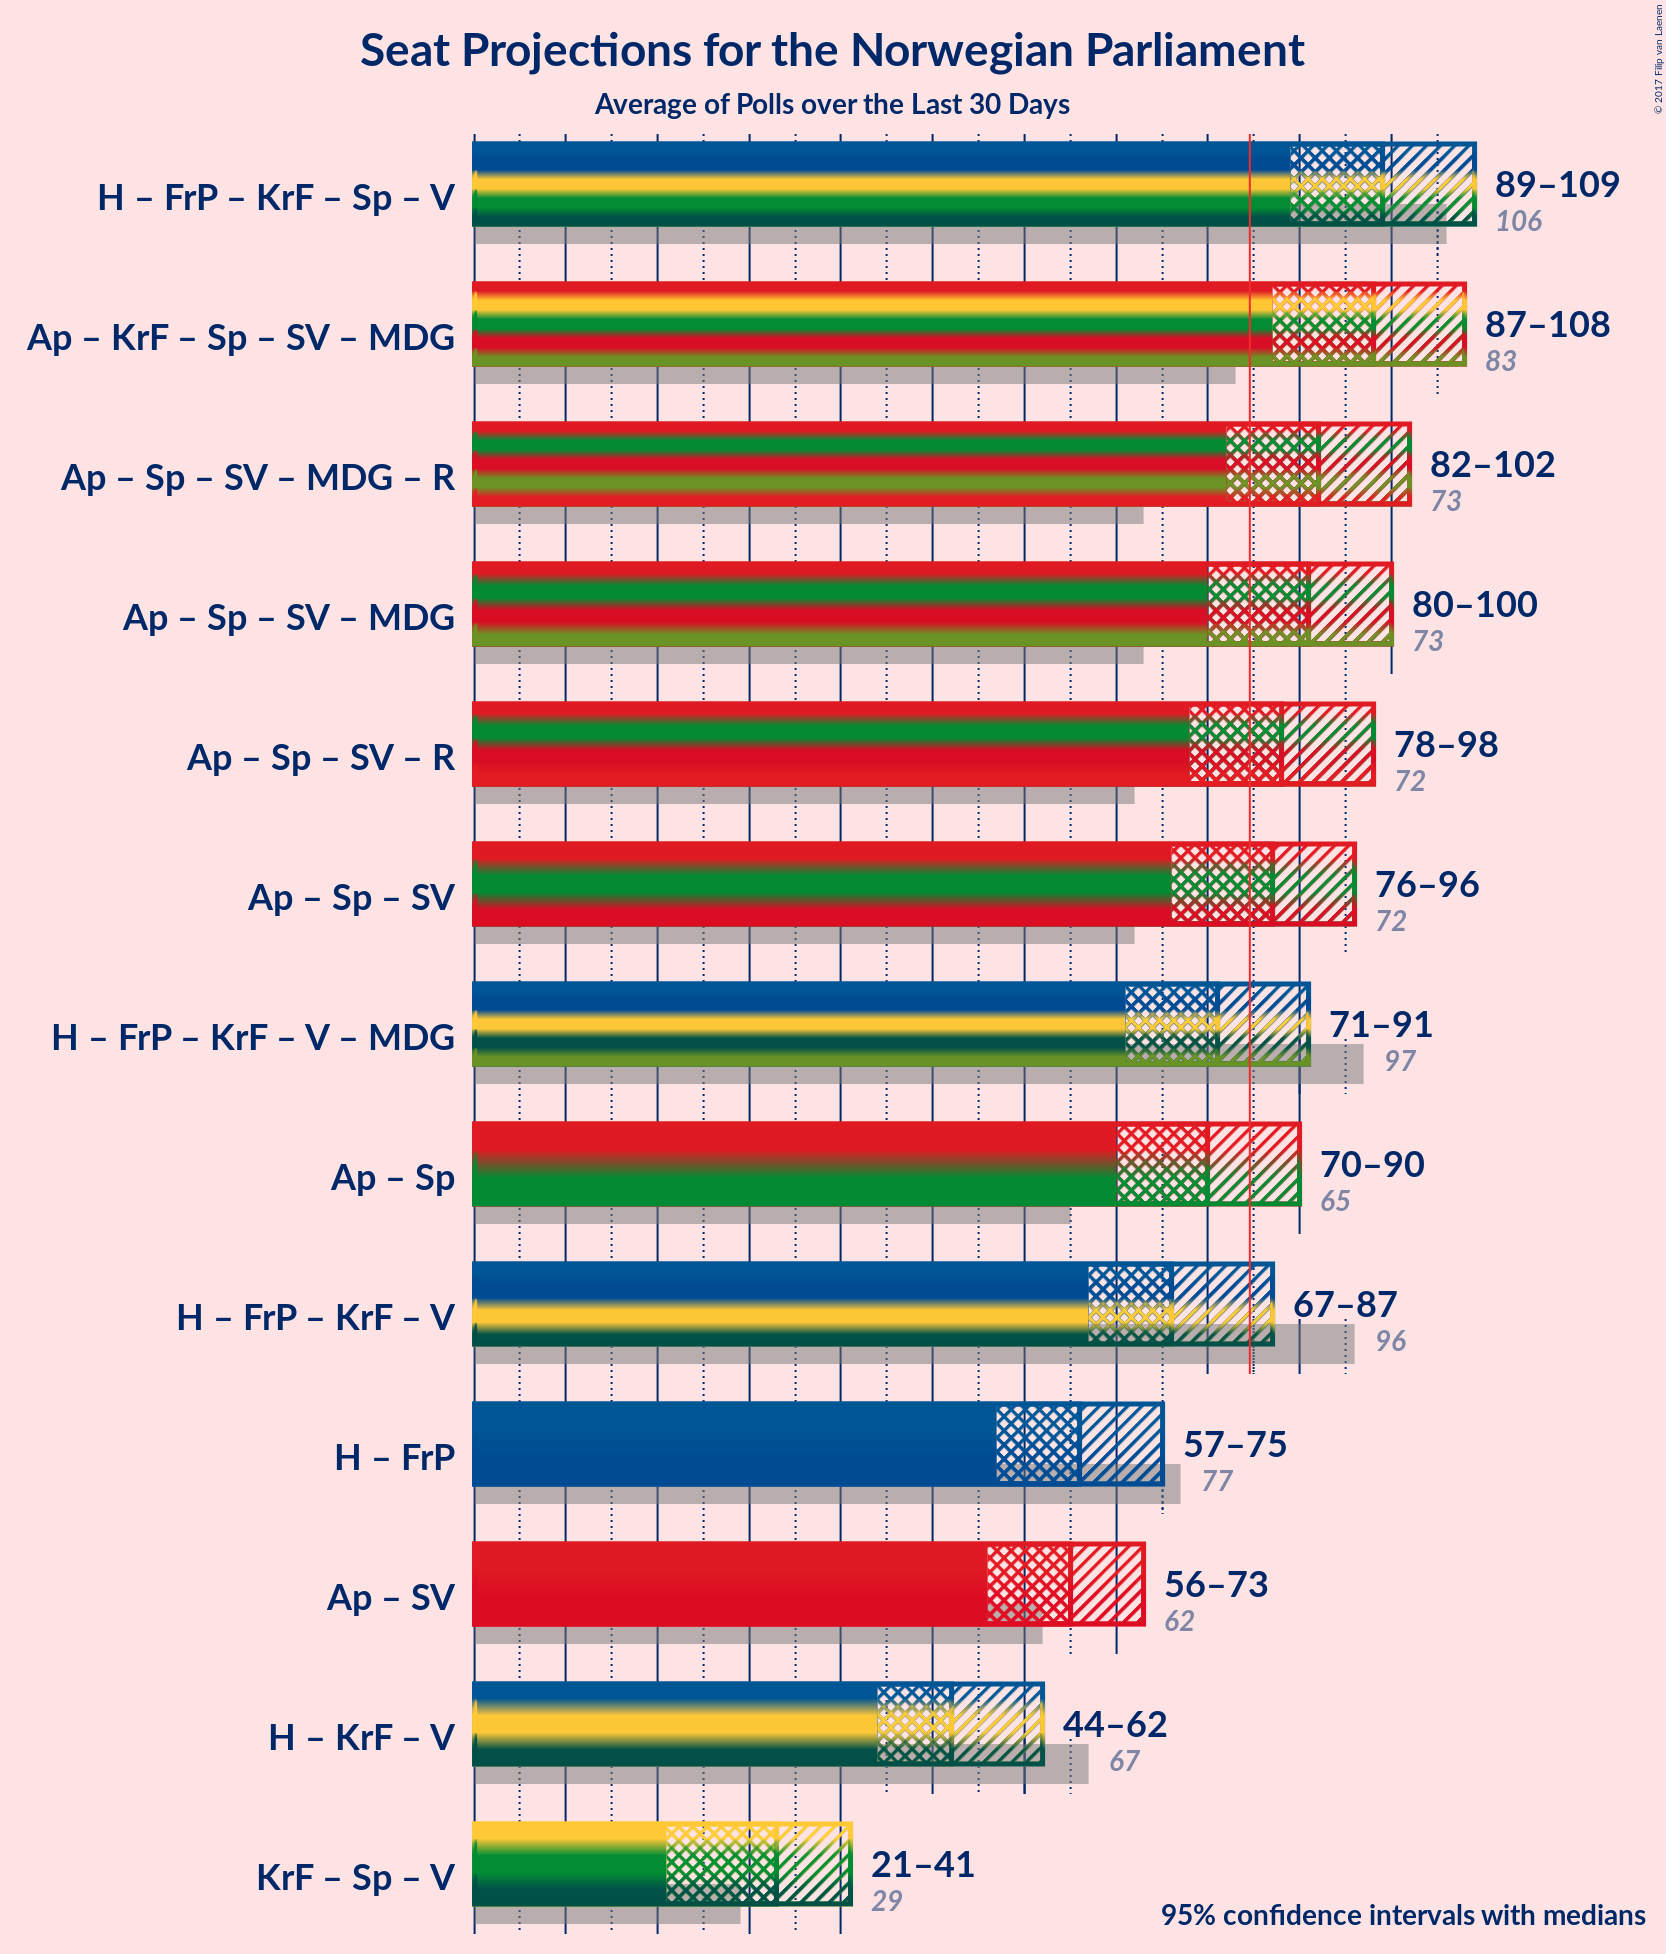 Seat Projections for the Norwegian Parliament
Average of Polls over the Last 30 Days
© 2017 Filip van Laenen
H – FrP – KrF – Sp – V
89–109
106
Ap – KrF – Sp – SV – MDG
87–108
83
Ap – Sp – SV – MDG – R
82–102
73
Ap – Sp – SV – MDG
80–100
73
Ap – Sp – SV – R
78–98
72
Ap – Sp – SV
76–96
72
H – FrP – KrF – V – MDG
71–91
97
Ap – Sp
70–90
65
H – FrP – KrF – V
67–87
96
H – FrP
57–75
77
Ap – SV
56–73
62
H – KrF – V
44–62
67
KrF – Sp – V
21–41
29
95% confidence intervals with medians